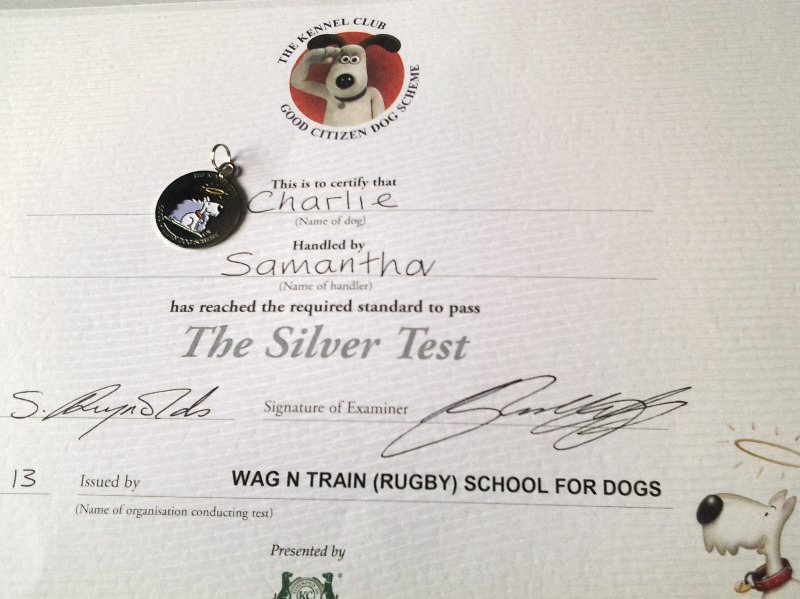 THE KENNEL CLUB
GOOD CITIZEN DOG SCHEME
This is to certify that
Charlie
(Name of dog)
Handled by
Samantha
(Name of handler)
has reached the required standard to pass
The Silver Test
S. Reynolds Signature of Examiner
13 Issued by WAG N TRAIN (RUGBY) SCHOOL FOR DOGS
(Name of organisation conducting test)
Presented by
KC